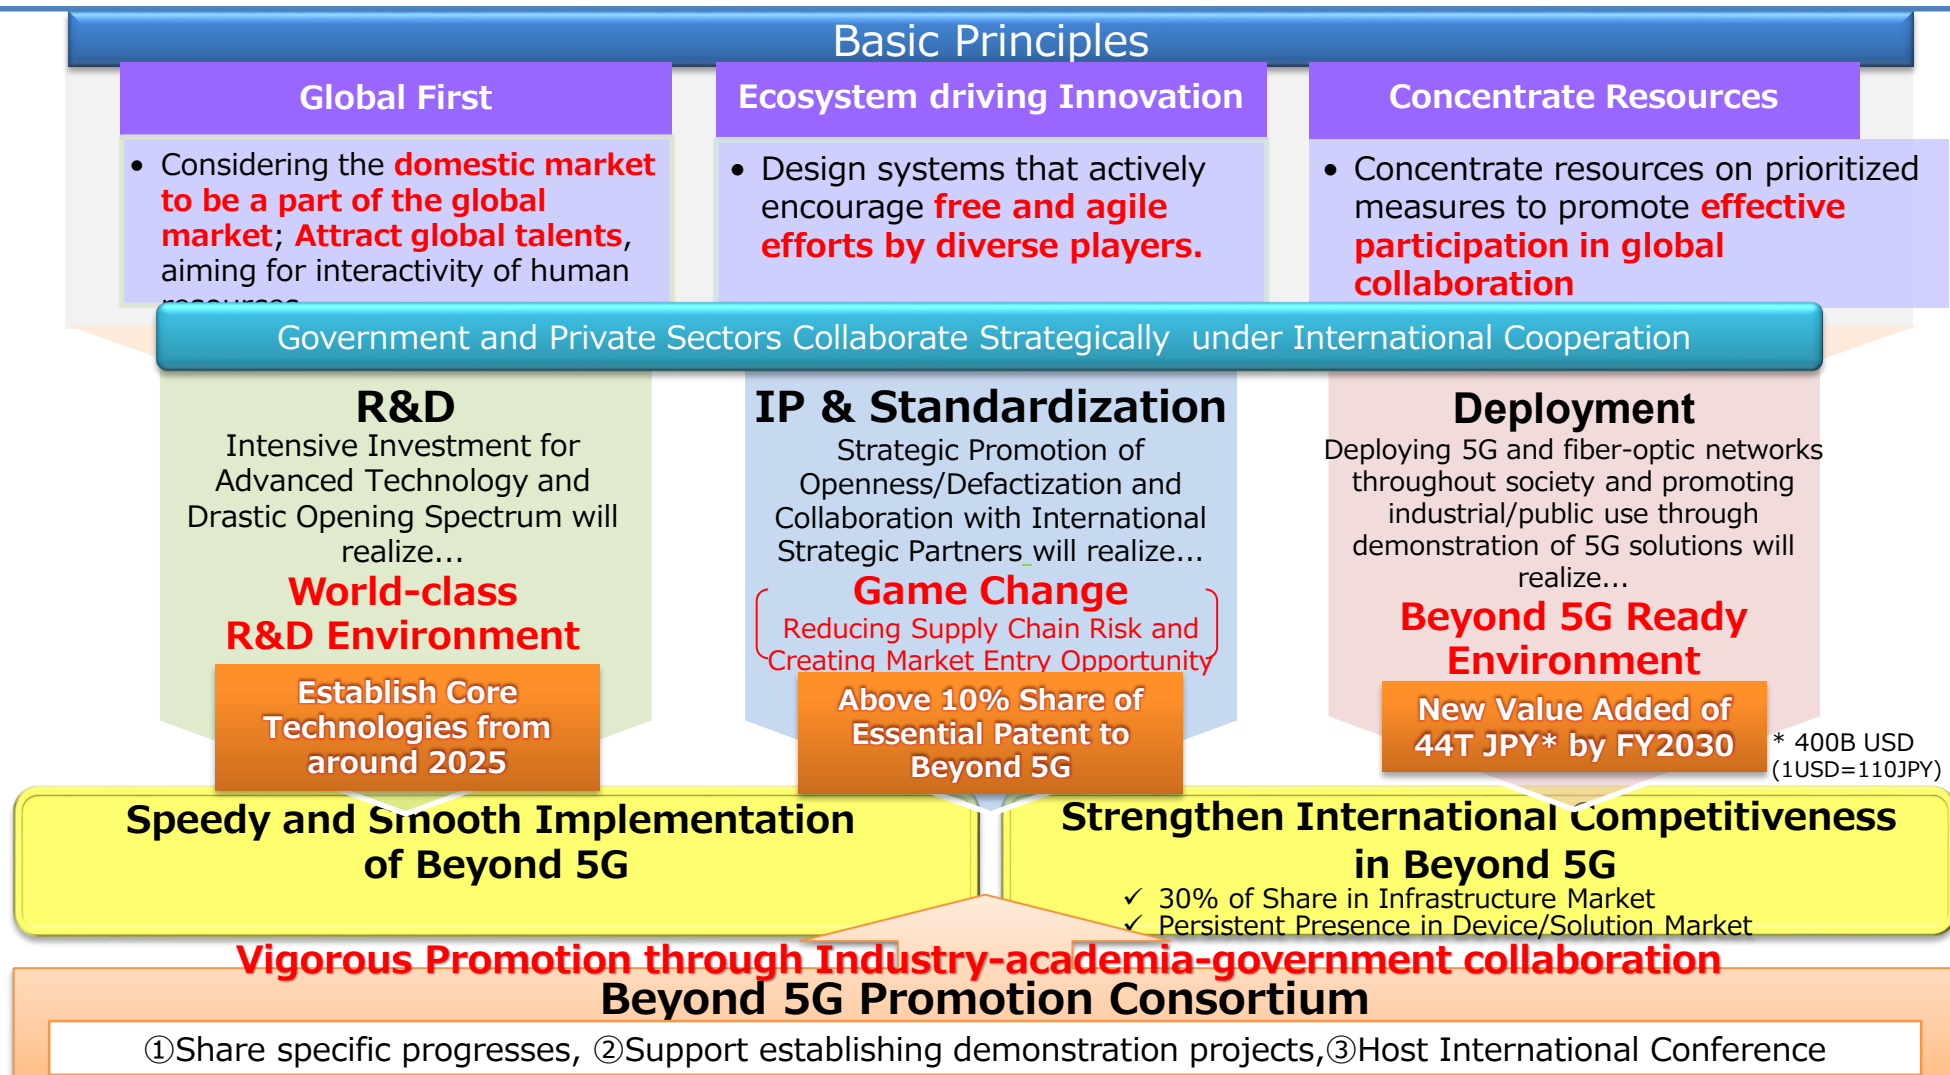 Basic Principles
Global First
• Considering the domestic market
to be a part of the global
market; Attract global talents,
aiming for interactivity of human
resources
Ecosystem driving Innovation
• Design systems that actively
encourage free and agile
efforts by diverse players.
Concentrate Resources
• Concentrate resources on prioritized
measures to promote effective
participation in global
collaboration
Government and Private Sectors Collaborate Strategically under International Cooperation
R&D
Intensive Investment for
Advanced Technology and
Drastic Opening Spectrum will
realize...
World-class
R&D Environment
Establish Core
Technologies from
around 2025
IP & Standardization
Strategic Promotion of
Openness/Defactization and
Collaboration with International
Strategic Partners will realize...
Game Change
Reducing Supply Chain Risk and
Creating Market Entry Opportunity
Above 10% Share of
Essential Patent to
Beyond 5G
Deployment
Deploying 5G and fiber-optic networks
throughout society and promoting
industrial/public use through
demonstration of 5G solutions will
realize...
Beyond 5G Ready
Environment
New Value Added of
44T JPY* by FY2030
* 400B USD
(1USD=110JPY)
Speedy and Smooth Implementation
of Beyond 5G
Strengthen International Competitiveness
in Beyond 5G
✓ 30% of Share in Infrastructure Market
✓ Persistent Presence in Device/Solution Market
Vigorous Promotion through Industry-academia-government collaboration
Beyond 5G Promotion Consortium
①Share specific progresses, ②Support establishing demonstration projects,③Host International Conference